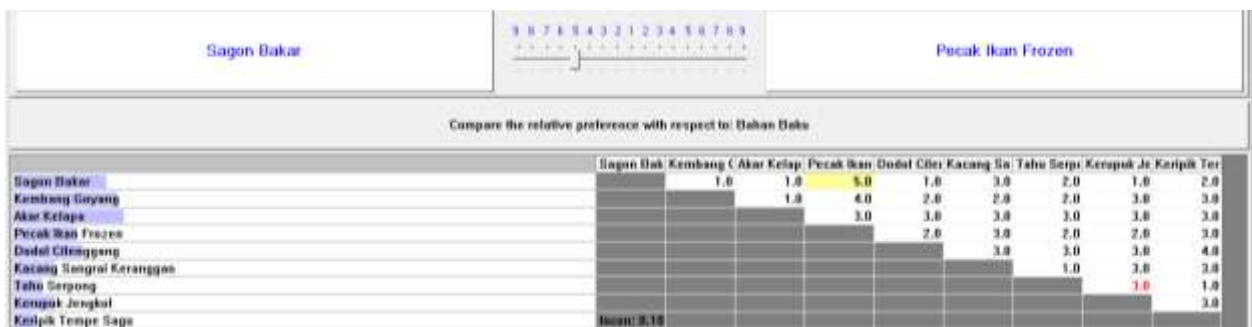 9 8 7 6 5 4 3 2 1 2 3 4 5 6 7 8 9
Sagon Bakar
Pecak Ikan Frozen
Compare the relative preference with respect to: Bahan Baku
Sagon Bak Kembang G Akar Kelap Pecak Ikan Dodol Cilen Kacang Sa Tahu Serpo Kerupuk Je Keripik Tem
Sagon Bakar 1.0 1.0 5.0 1.0 3.0 2.0 1.0 2.0
Kembang Goyang 1.0 4.0 2.0 2.0 2.0 3.0 3.0
Akar Kelapa 3.0 3.0 3.0 3.0 3.0 3.0
Pecak Ikan Frozen 2.0 3.0 2.0 2.0 3.0
Dodol Cilenggang 3.0 3.0 3.0 4.0
Kacang Sangrai Keranggan 1.0 3.0 3.0
Tahu Serpong 3.0 1.0
Kerupuk Jengkol 3.0
Keripik Tempe Sagu Incon: 0.10